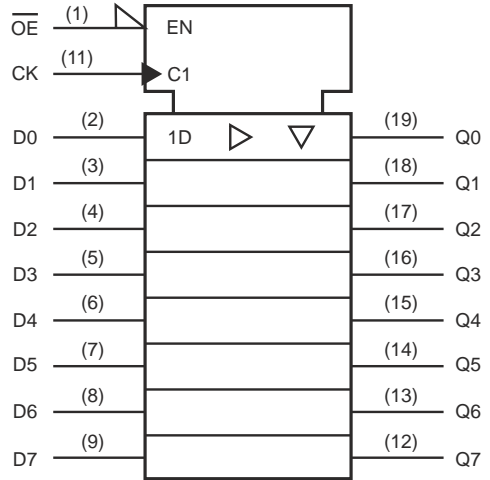 OE (1) EN
CK (11) C1
D0 (2) 1D (19) Q0
D1 (3) (18) Q1
D2 (4) (17) Q2
D3 (5) (16) Q3
D4 (6) (15) Q4
D5 (7) (14) Q5
D6 (8) (13) Q6
D7 (9) (12) Q7